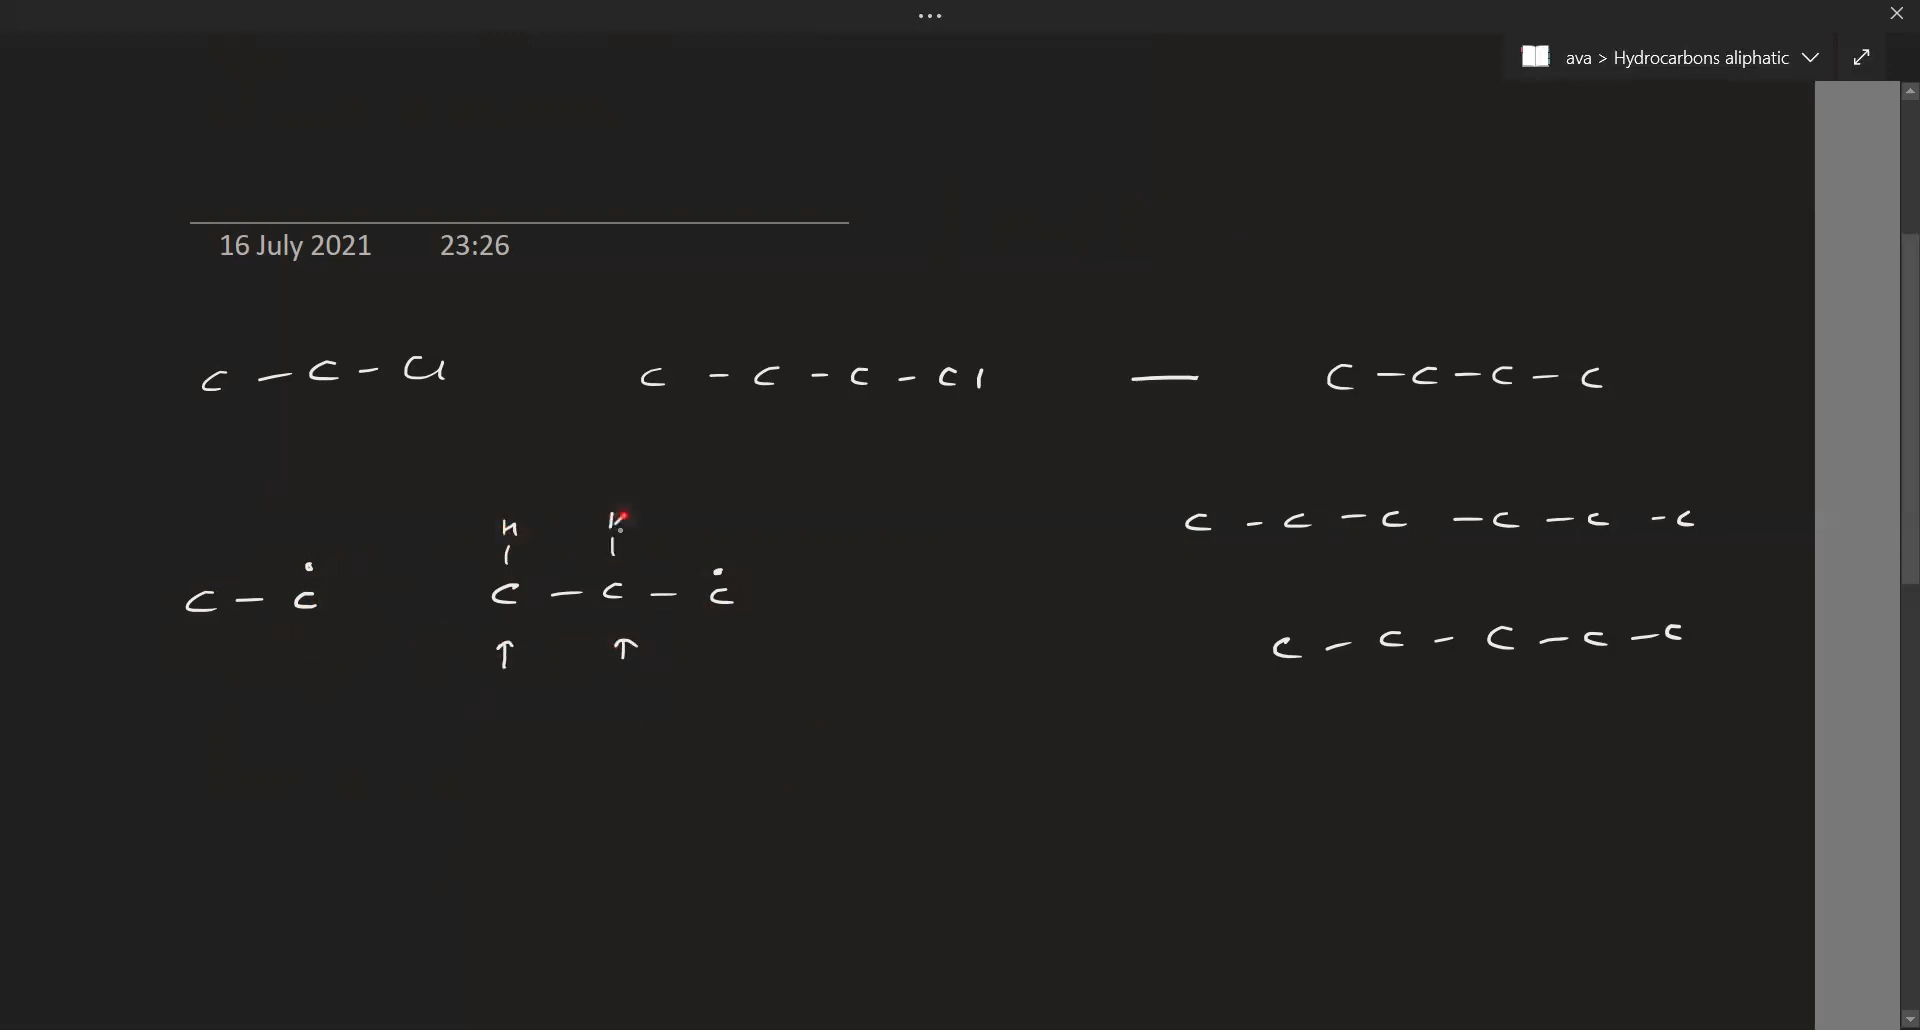 ava > Hydrocarbons aliphatic
16 July 2021 23:26
C - C - Cl C - C - C - Cl — C - C - C - C
C - C - C - C - C - C
H H
C - Ċ C - C - Ċ
↑ ↑ C - C - C - C - C